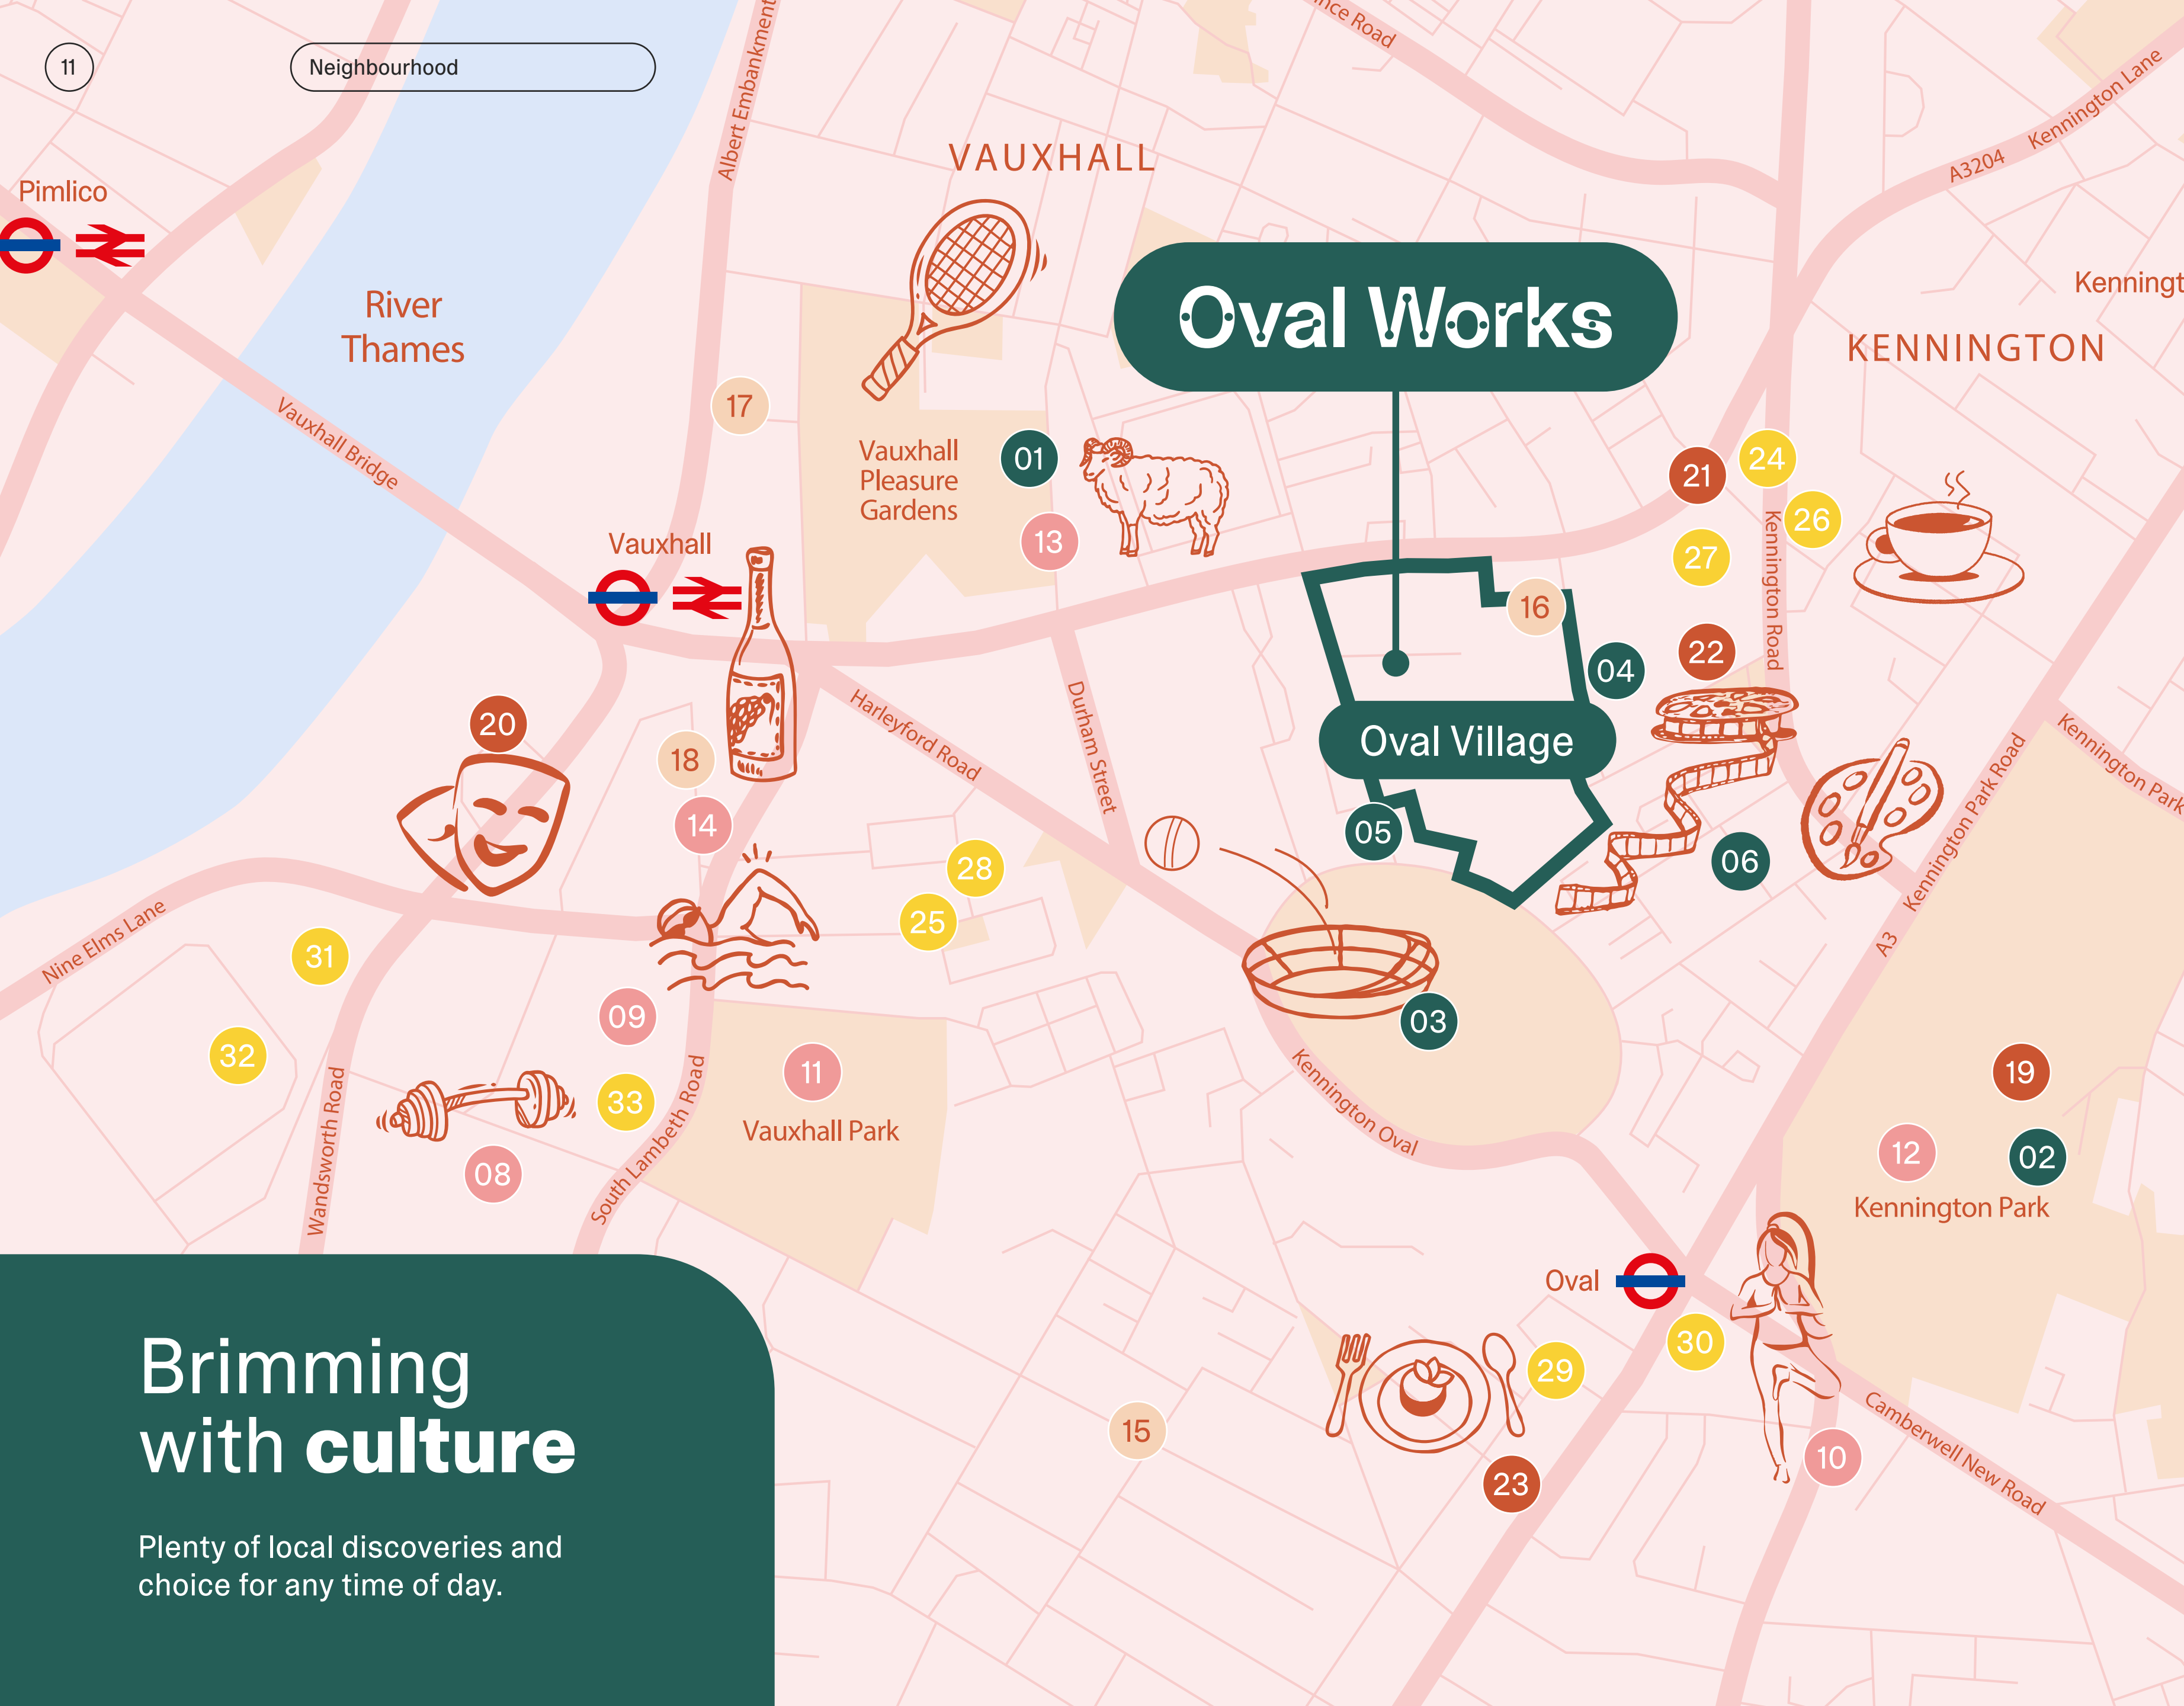 11
Neighbourhood
Albert Embankment
nce Road
Kennington Lane
A3204
VAUXHALL
Pimlico
River
Thames
Oval Works
Kenningt
KENNINGTON
Vauxhall Bridge
17
Vauxhall
Pleasure
Gardens
01
13
21
24
26
27
Kennington Road
Vauxhall
16
04
22
20
18
14
Harleyford Road
Durham Street
Oval Village
05
06
Kennington Park Road
A3
Kennington Park
28
25
Nine Elms Lane
31
32
09
33
08
Wandsworth Road
South Lambeth Road
11
Vauxhall Park
03
Kennington Oval
19
12
02
Kennington Park
Oval
30
29
15
23
10
Camberwell New Road
Brimming
with culture
Plenty of local discoveries and
choice for any time of day.